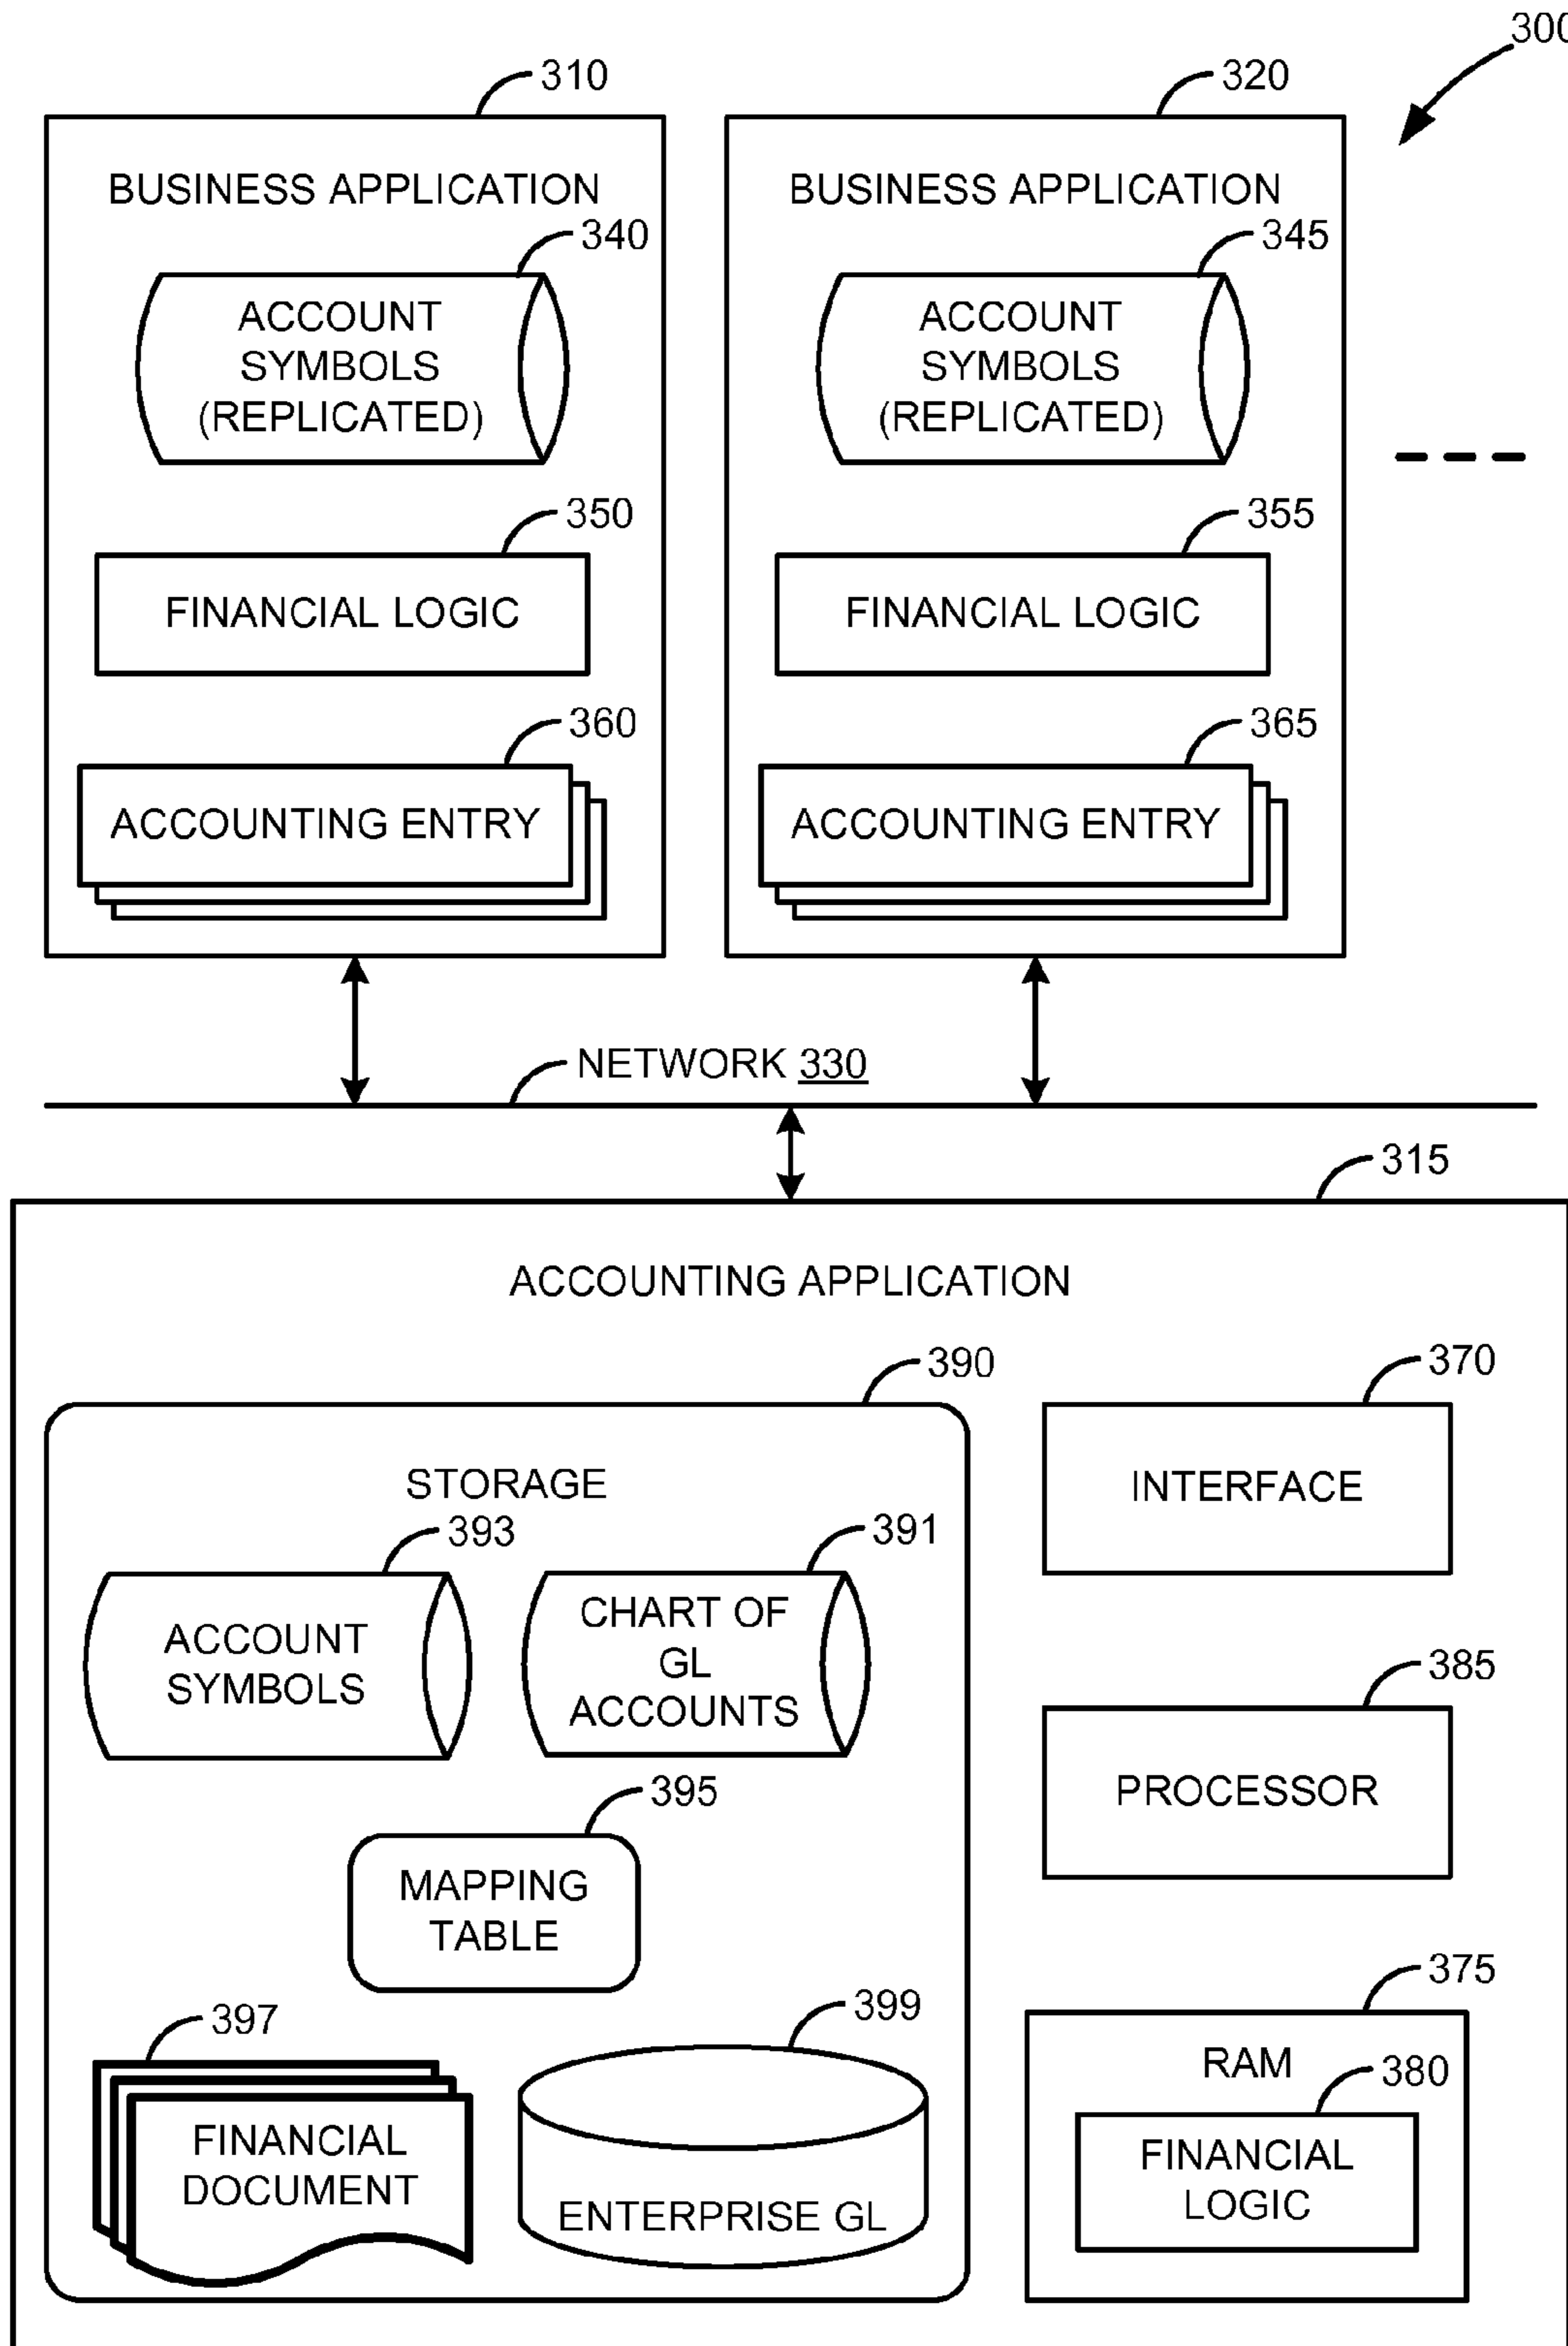 300
310
320
BUSINESS APPLICATION
BUSINESS APPLICATION
340
345
ACCOUNT
SYMBOLS
(REPLICATED)
ACCOUNT
SYMBOLS
(REPLICATED)
350
355
FINANCIAL LOGIC
FINANCIAL LOGIC
360
365
ACCOUNTING ENTRY
ACCOUNTING ENTRY
NETWORK 330
315
ACCOUNTING APPLICATION
390
370
STORAGE
INTERFACE
393
391
ACCOUNT
SYMBOLS
CHART OF
GL
ACCOUNTS
385
PROCESSOR
395
MAPPING
TABLE
375
397
399
RAM
380
FINANCIAL
DOCUMENT
ENTERPRISE GL
FINANCIAL
LOGIC